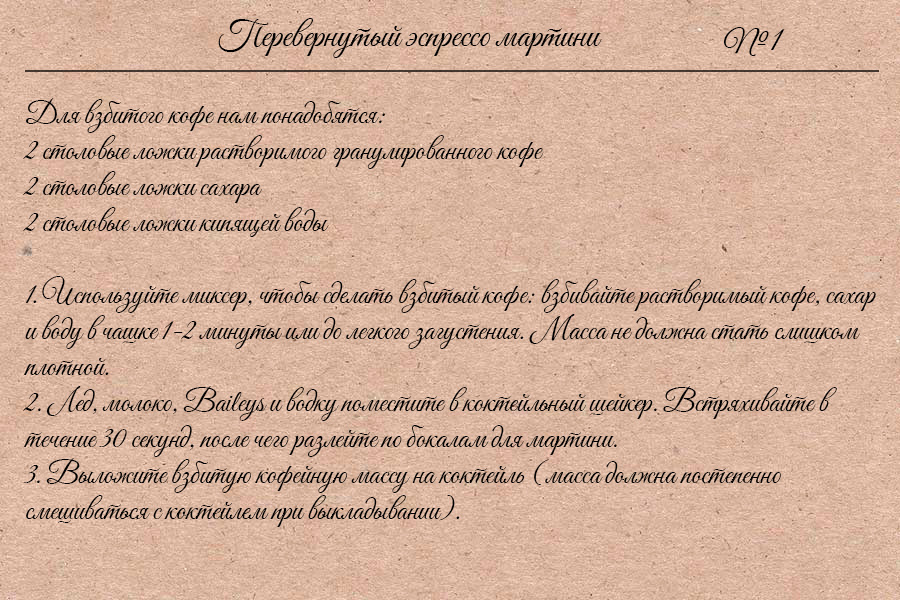 Перевернутый эспрессо мартини № 1
Для взбитого кофе нам понадобятся:
2 столовые ложки растворимого гранулированного кофе
2 столовые ложки сахара
2 столовые ложки кипящей воды
1. Используйте миксер, чтобы сделать взбитый кофе: взбивайте растворимый кофе, сахар
и воду в чашке 1-2 минуты или до легкого загустения. Масса не должна стать слишком
плотной.
2. Лед, молоко, Baileys и водку поместите в коктейльный шейкер. Встряхивайте в
течение 30 секунд, после чего разлейте по бокалам для мартини.
3. Выложите взбитую кофейную массу на коктейль (масса должна постепенно
смешиваться с коктейлем при выкладывании).